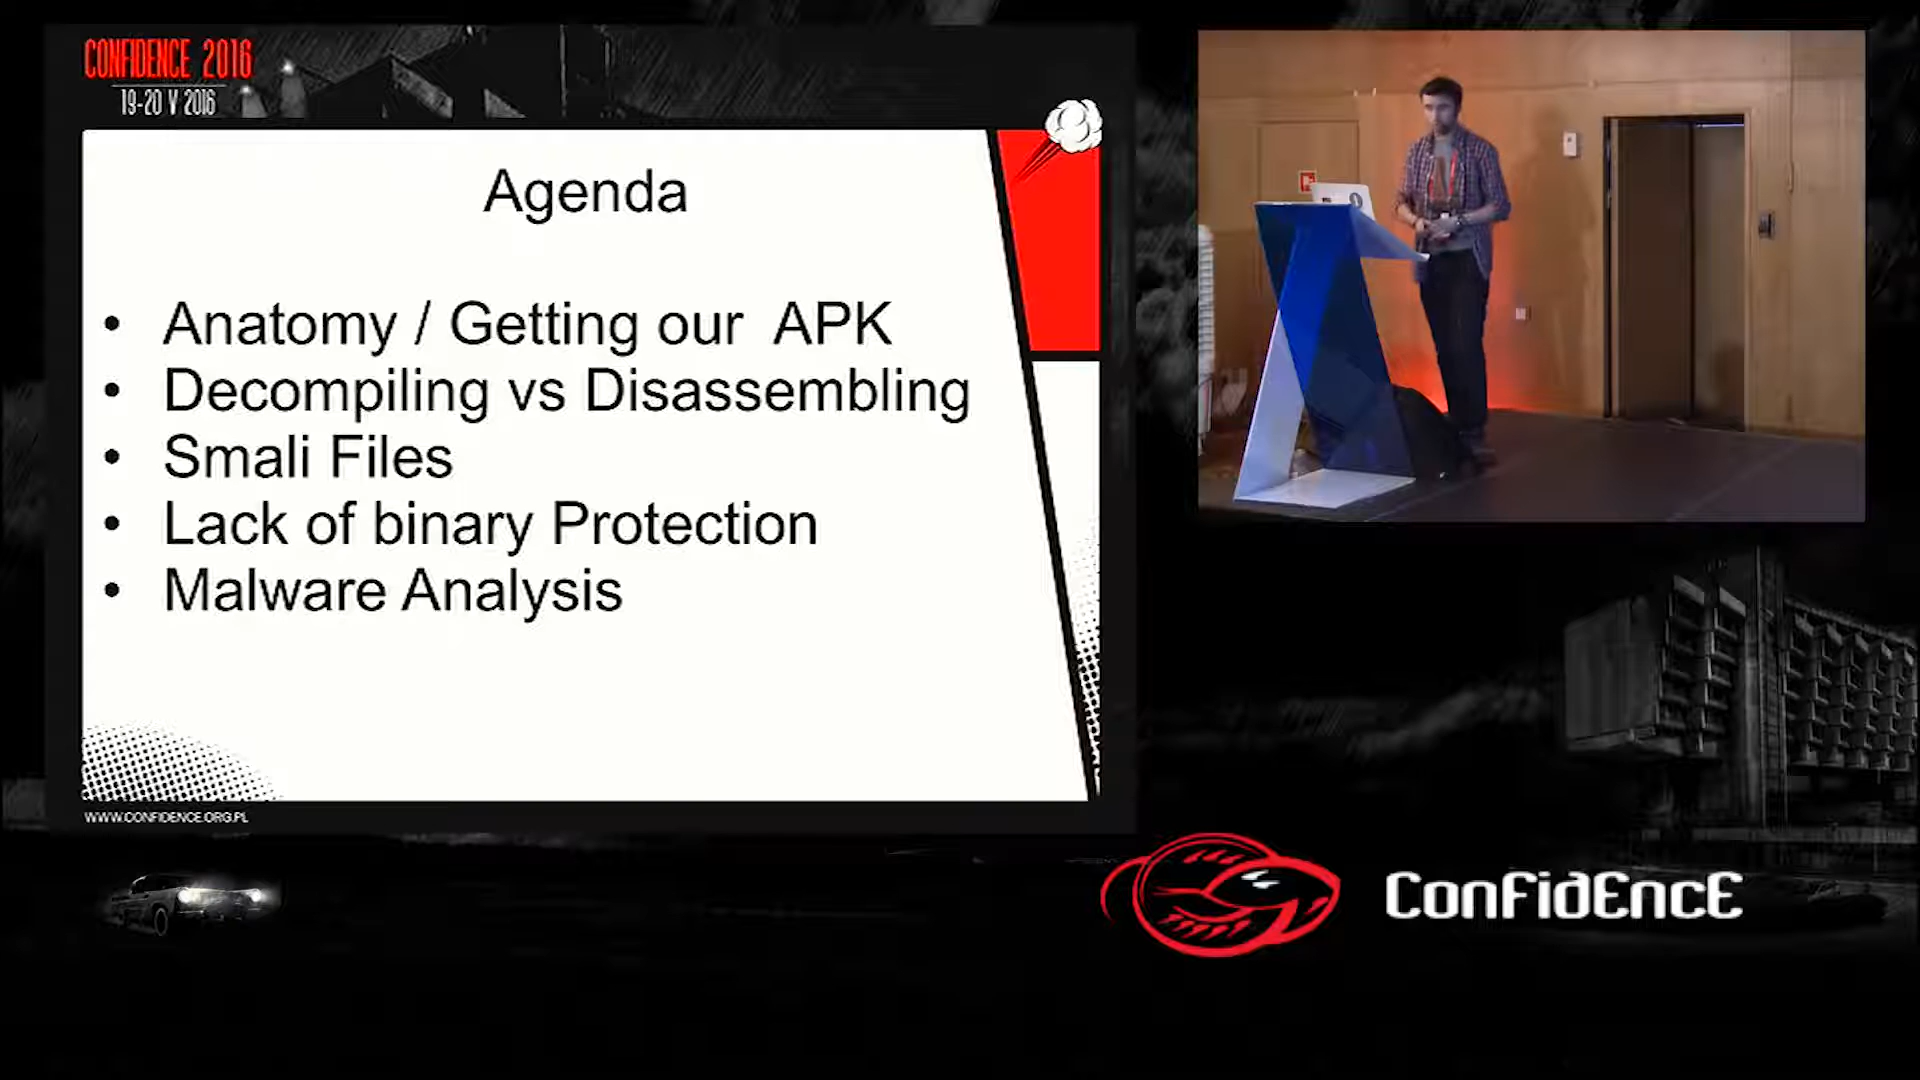 CONFIDENCE 2016
19-20 V 2016
Agenda
• Anatomy / Getting our APK
• Decompiling vs Disassembling
• Smali Files
• Lack of binary Protection
• Malware Analysis
WWW.CONFIDENCE.ORG.PL
ConFidEncE